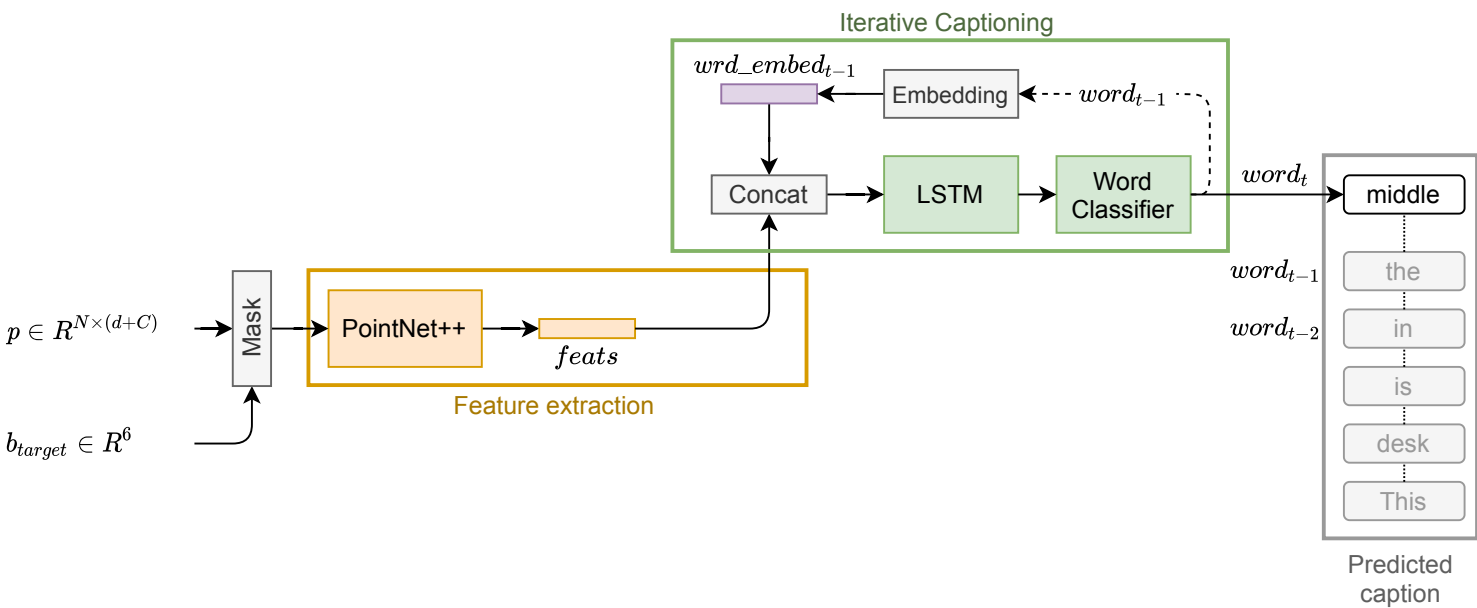 Iterative Captioning
wrd_embed_{t−1}
Embedding
word_{t−1}
Concat
LSTM
Word
Classifier
word_t
middle
word_{t−1}
the
word_{t−2}
in
is
desk
This
Predicted
caption
p ∈ R^{N×(d+C)}
Mask
PointNet++
feats
Feature extraction
b_{target} ∈ R^6